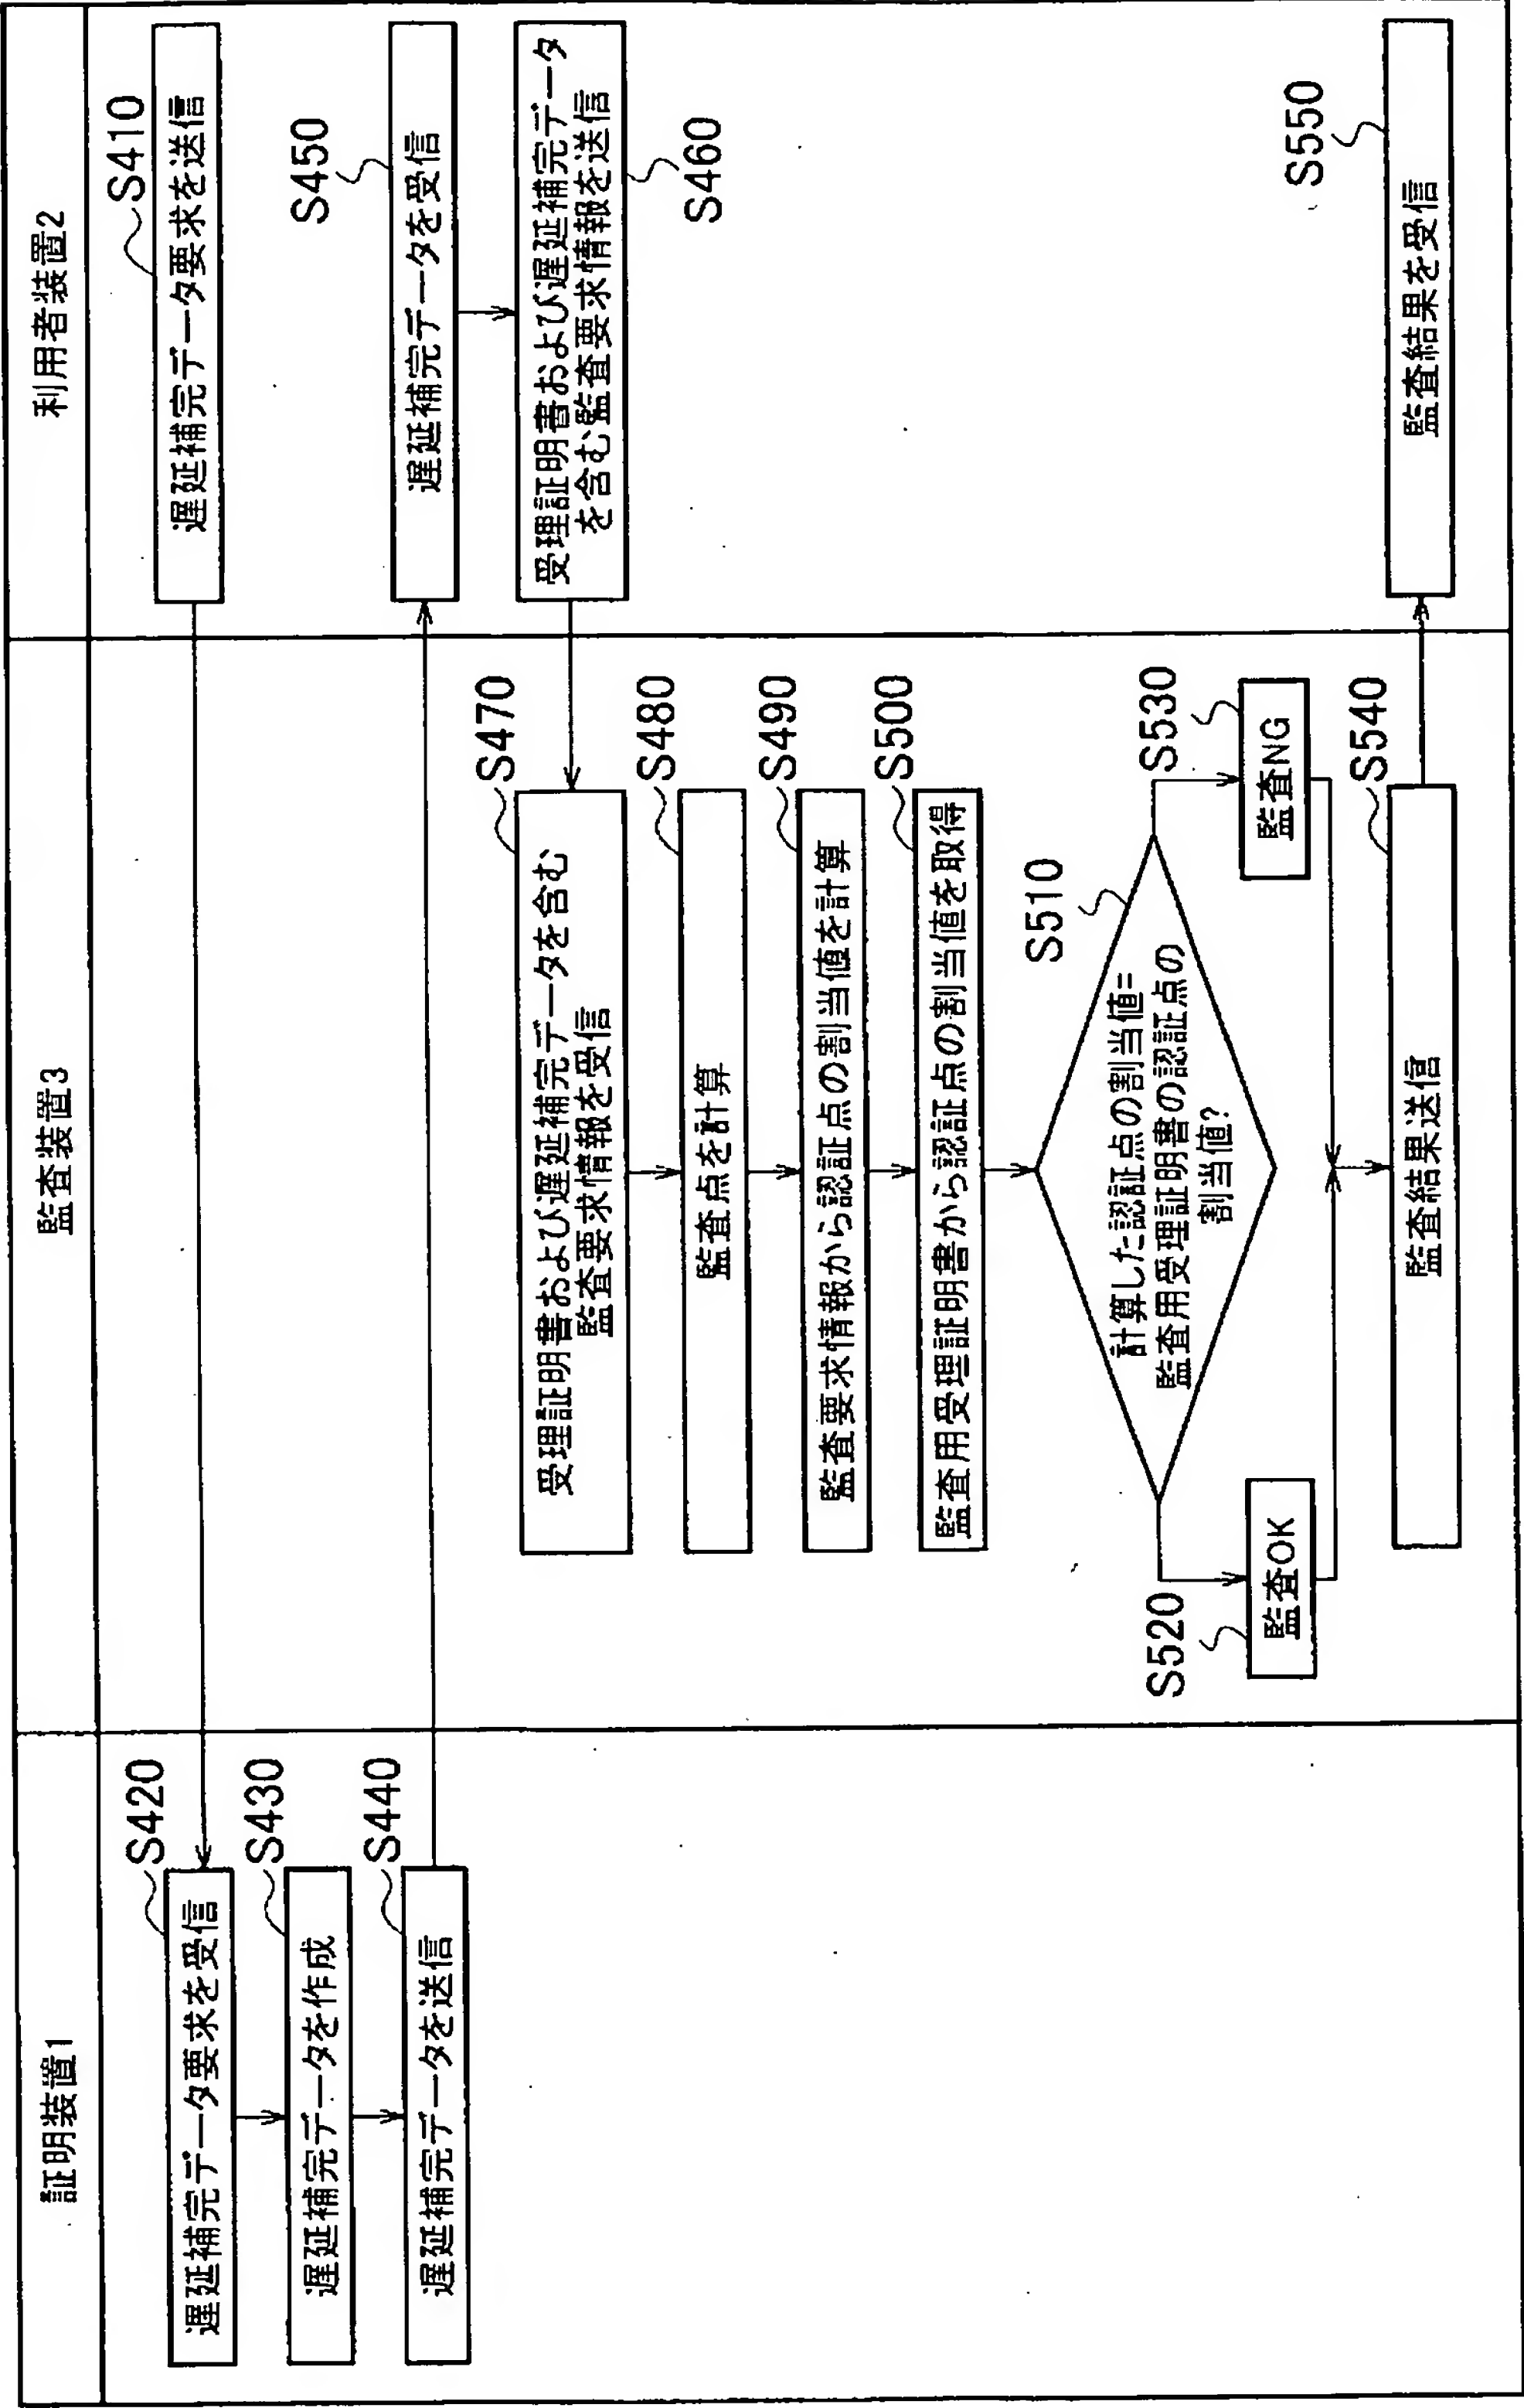 証明装置1
監査装置3
利用者装置2
S410
遅延補完データ要求を送信
S420
遅延補完データ要求を受信
S430
遅延補完データを作成
S440
遅延補完データを送信
S450
遅延補完データを受信
受理証明書および遅延補完データ
を含む監査要求情報を送信
S460
S470
受理証明書および遅延補完データを含む
監査要求情報を受信
S480
監査点を計算
S490
監査要求情報から認証点の割当値を計算
S500
監査用受理証明書から認証点の割当値を取得
S510
計算した認証点の割当値=
監査用受理証明書の認証点の
割当値?
S520
監査OK
S530
監査NG
S540
監査結果送信
S550
監査結果を受信